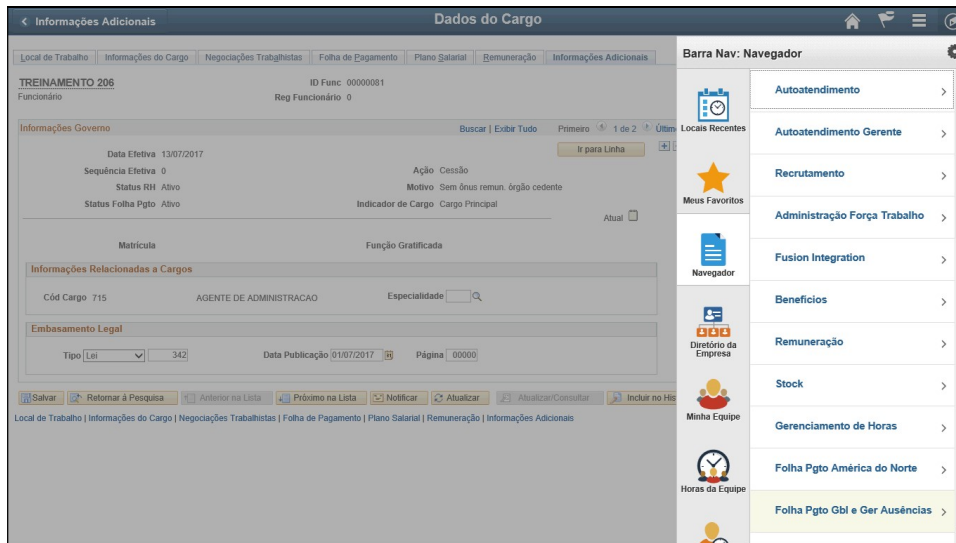 Informações Adicionais
Dados do Cargo
Local de Trabalho Informações do Cargo Negociações Trabalhistas Folha de Pagamento Plano Salarial Remuneração Informações Adicionais
TREINAMENTO 206 ID Func 00000081
Funcionário Reg Funcionário 0
Informações Governo Buscar | Exibir Tudo Primeiro 1 de 2
Ir para Linha
Data Efetiva 13/07/2017
Sequência Efetiva 0 Ação Cessão
Status RH Ativo Motivo Sem ônus remun. órgão cedente
Status Folha Pgto Ativo Indicador de Cargo Cargo Principal
Atual
Matrícula Função Gratificada
Informações Relacionadas a Cargos
Cód Cargo 715 AGENTE DE ADMINISTRACAO Especialidade
Embasamento Legal
Tipo Lei 342 Data Publicação 01/07/2017 Página 00000
Salvar Retornar á Pesquisa Anterior na Lista Próximo na Lista Notificar Atualizar Atualizar/Consultar Incluir no His
Local de Trabalho | Informações do Cargo | Negociações Trabalhistas | Folha de Pagamento | Plano Salarial | Remuneração | Informações Adicionais
Barra Nav: Navegador
Locais Recentes
Meus Favoritos
Navegador
Diretório da
Empresa
Minha Equipe
Horas da Equipe
Autoatendimento
Autoatendimento Gerente
Recrutamento
Administração Força Trabalho
Fusion Integration
Beneficios
Remuneração
Stock
Gerenciamento de Horas
Folha Pgto América do Norte
Folha Pgto Gbl e Ger Ausências